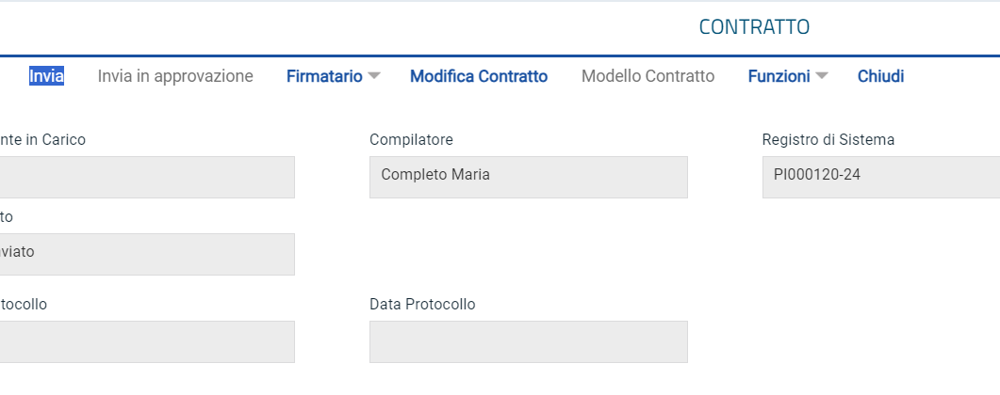 CONTRATTO
Invia Invia in approvazione Firmatario Modifica Contratto Modello Contratto Funzioni Chiudi
nte in Carico Compilatore Registro di Sistema
Completo Maria PI000120-24
to
viato
tocollo Data Protocollo